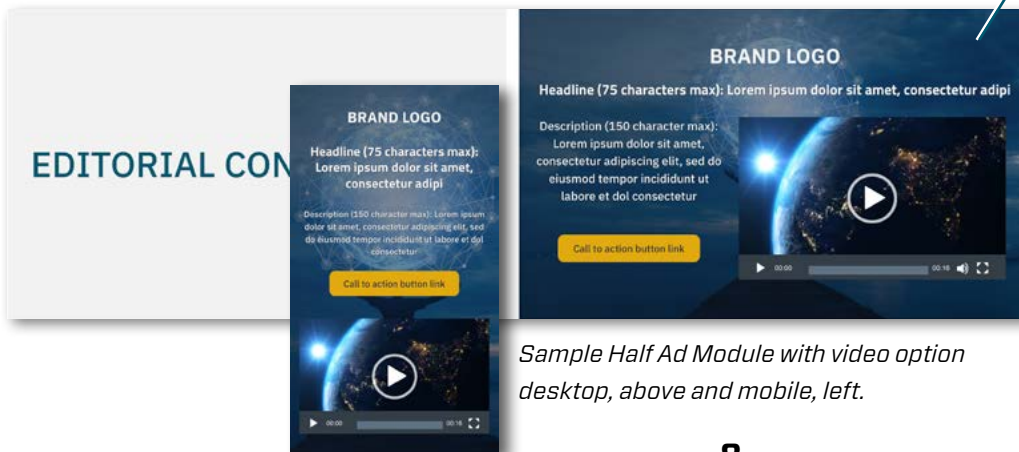 EDITORIAL CON
BRAND LOGO
Headline (75 characters max):
Lorem ipsum dolor sit amet,
consectetur adipi
Description (150 character max): Lorem ipsum
dolor sit amet, consectetur adipiscing elit, sed
do eiusmod tempor incididunt ut labore et dol
consectetur
Call to action button link
00:00
00:16
BRAND LOGO
Headline (75 characters max): Lorem ipsum dolor sit amet, consectetur adipi
Description (150 character max):
Lorem ipsum dolor sit amet,
consectetur adipiscing elit, sed do
eiusmod tempor incididunt ut
labore et dol consectetur
Call to action button link
00:00
00:16
Sample Half Ad Module with video option
desktop, above and mobile, left.